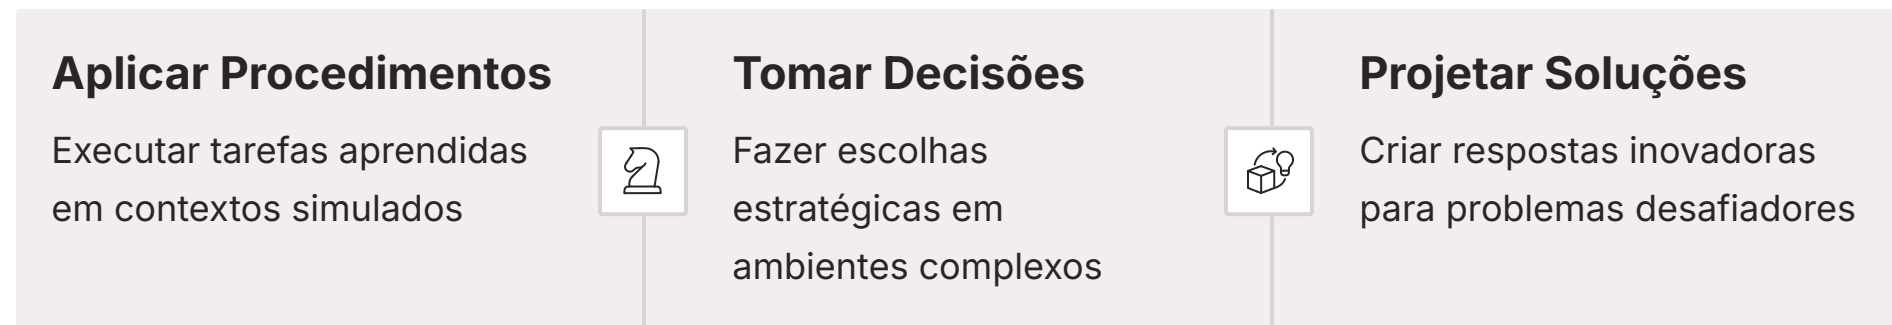 Aplicar Procedimentos
Executar tarefas aprendidas
em contextos simulados
Tomar Decisões
Fazer escolhas
estratégicas em
ambientes complexos
Projetar Soluções
Criar respostas inovadoras
para problemas desafiadores